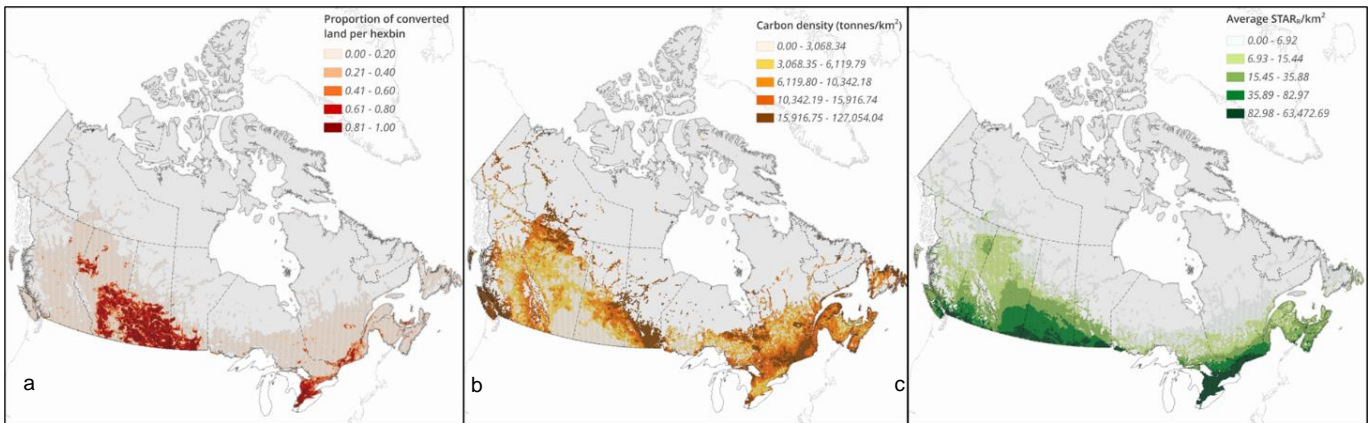 Proportion of converted
land per hexbin
0.00 - 0.20
0.21 - 0.40
0.41 - 0.60
0.61 - 0.80
0.81 - 1.00
a
Carbon density (tonnes/km²)
0.00 - 3,068.34
3,068.35 - 6,119.79
6,119.80 - 10,342.18
10,342.19 - 15,916.74
15,916.75 - 127,054.04
b
Average STARR/km²
0.00 - 6.92
6.93 - 15.44
15.45 - 35.88
35.89 - 82.97
82.98 - 63,472.69
c